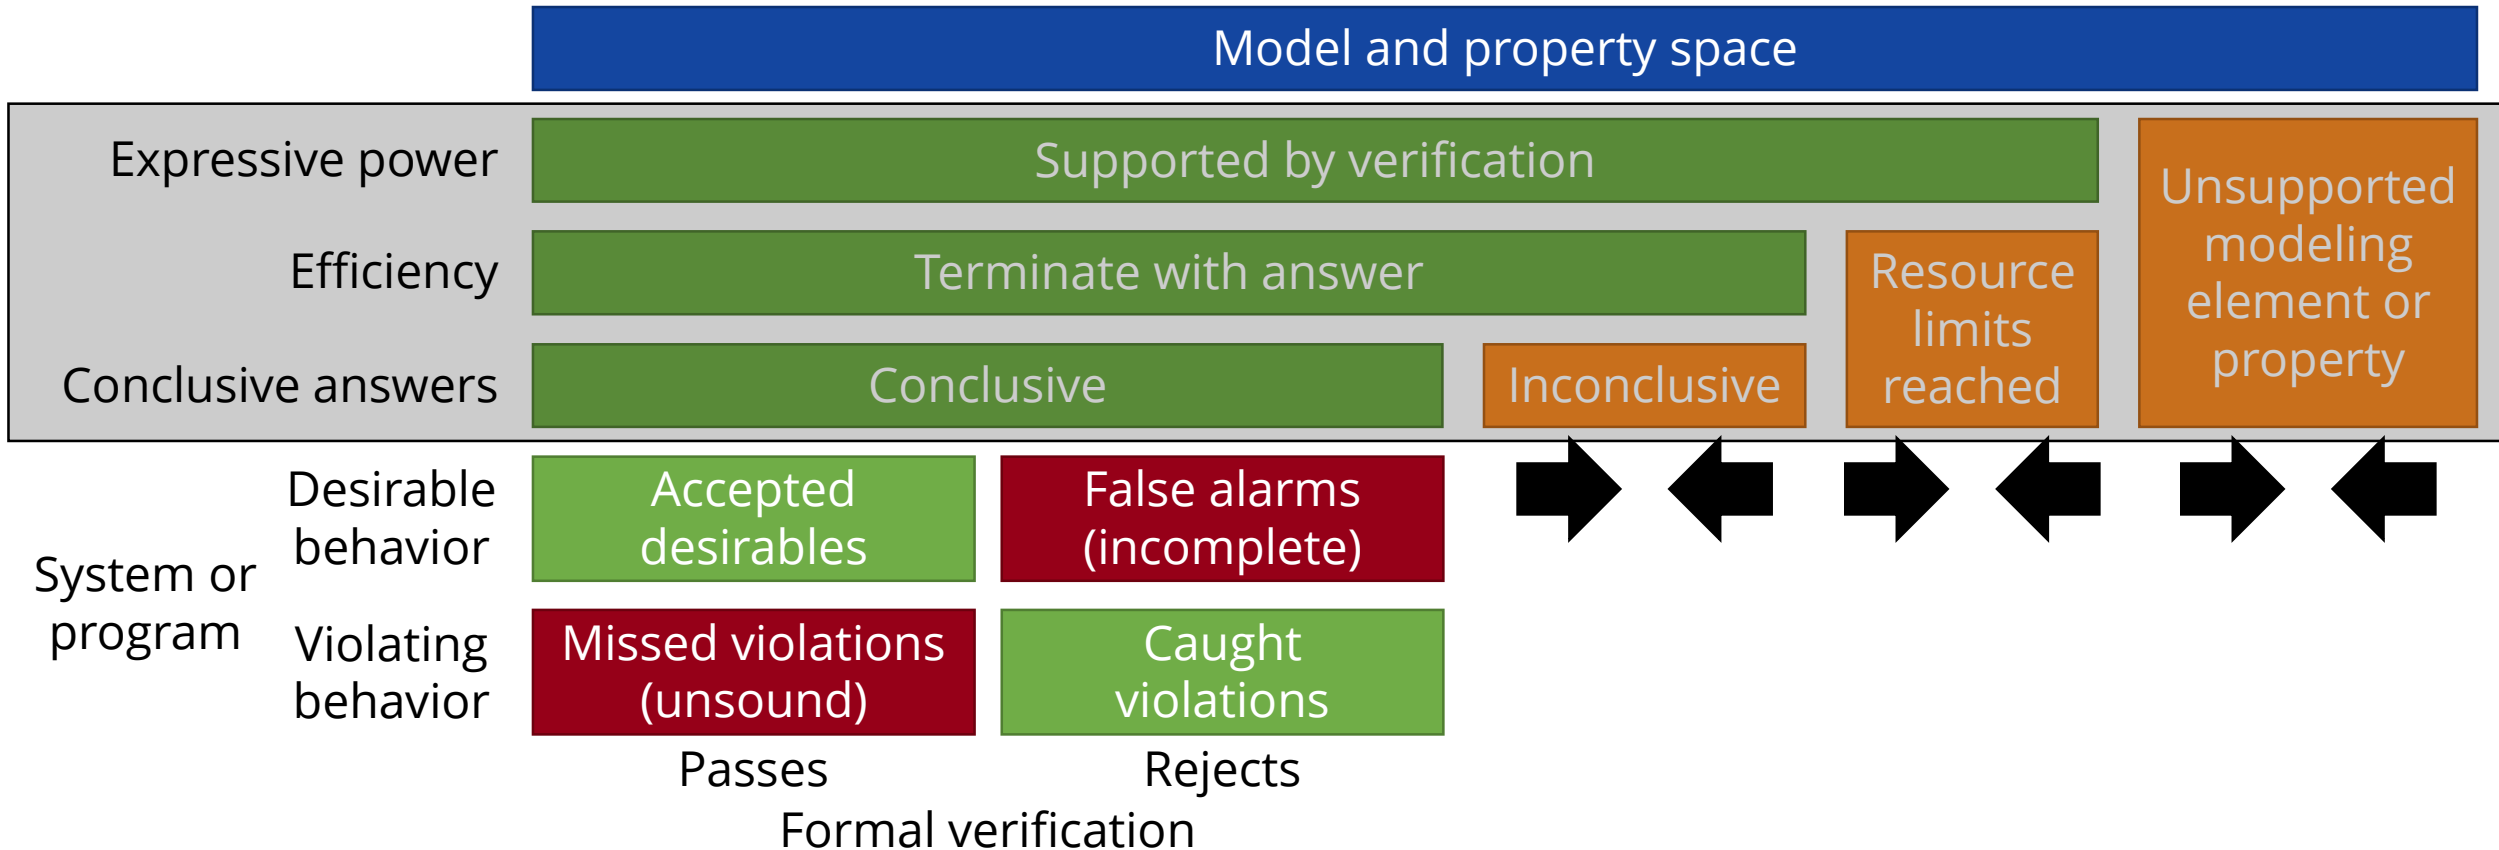 Model and property space
Expressive power
Supported by verification
Unsupported
modeling
element or
property
Efficiency
Terminate with answer
Resource
limits
reached
Conclusive answers
Conclusive
Inconclusive
System or
program
Desirable
behavior
Accepted
desirables
False alarms
(incomplete)
Violating
behavior
Missed violations
(unsound)
Caught
violations
Passes
Rejects
Formal verification